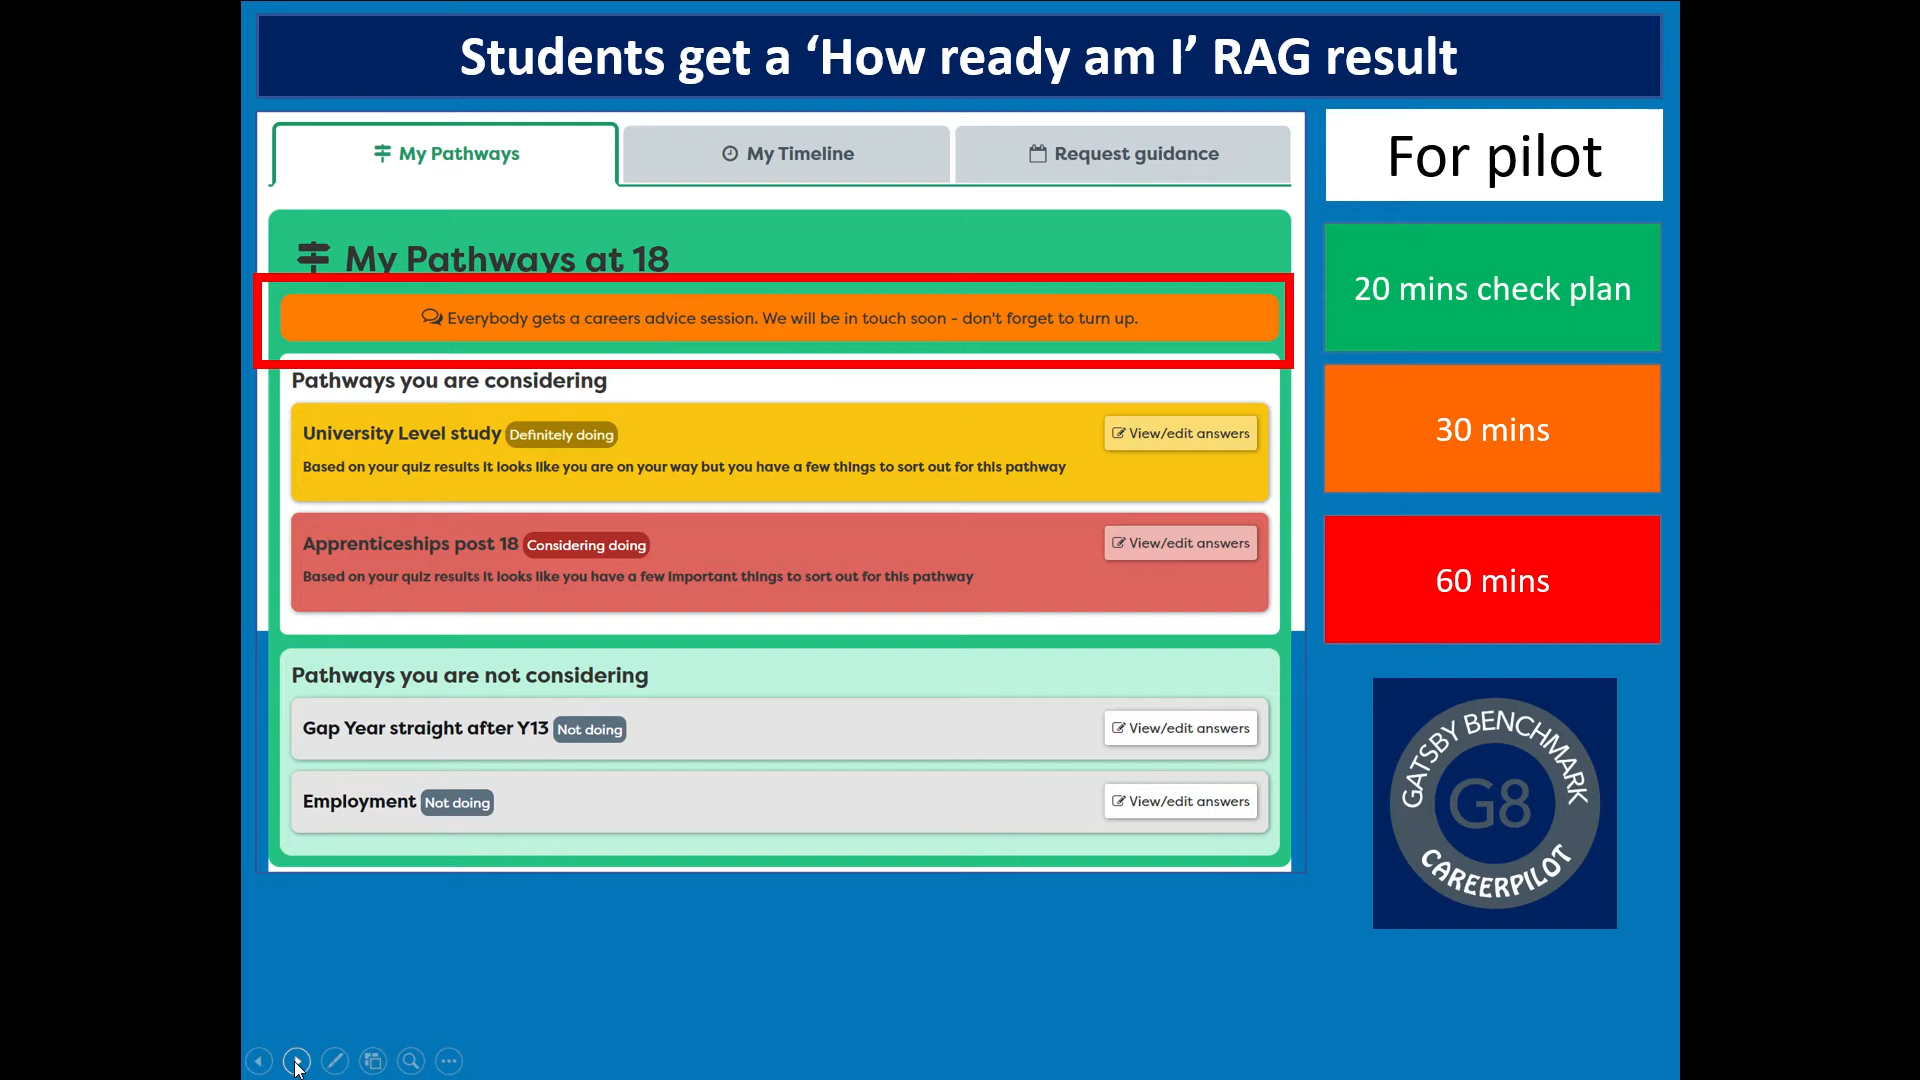 Students get a ‘How ready am I’ RAG result
My Pathways
My Timeline
Request guidance
My Pathways at 18
Everybody gets a careers advice session. We will be in touch soon - don't forget to turn up.
Pathways you are considering
University Level study Definitely doing
View/edit answers
Based on your quiz results it looks like you are on your way but you have a few things to sort out for this pathway
Apprenticeships post 18 Considering doing
View/edit answers
Based on your quiz results it looks like you have a few important things to sort out for this pathway
Pathways you are not considering
Gap Year straight after Y13 Not doing
View/edit answers
Employment Not doing
View/edit answers
For pilot
20 mins check plan
30 mins
60 mins
GATSBY BENCHMARK
G8
CAREERPILOT